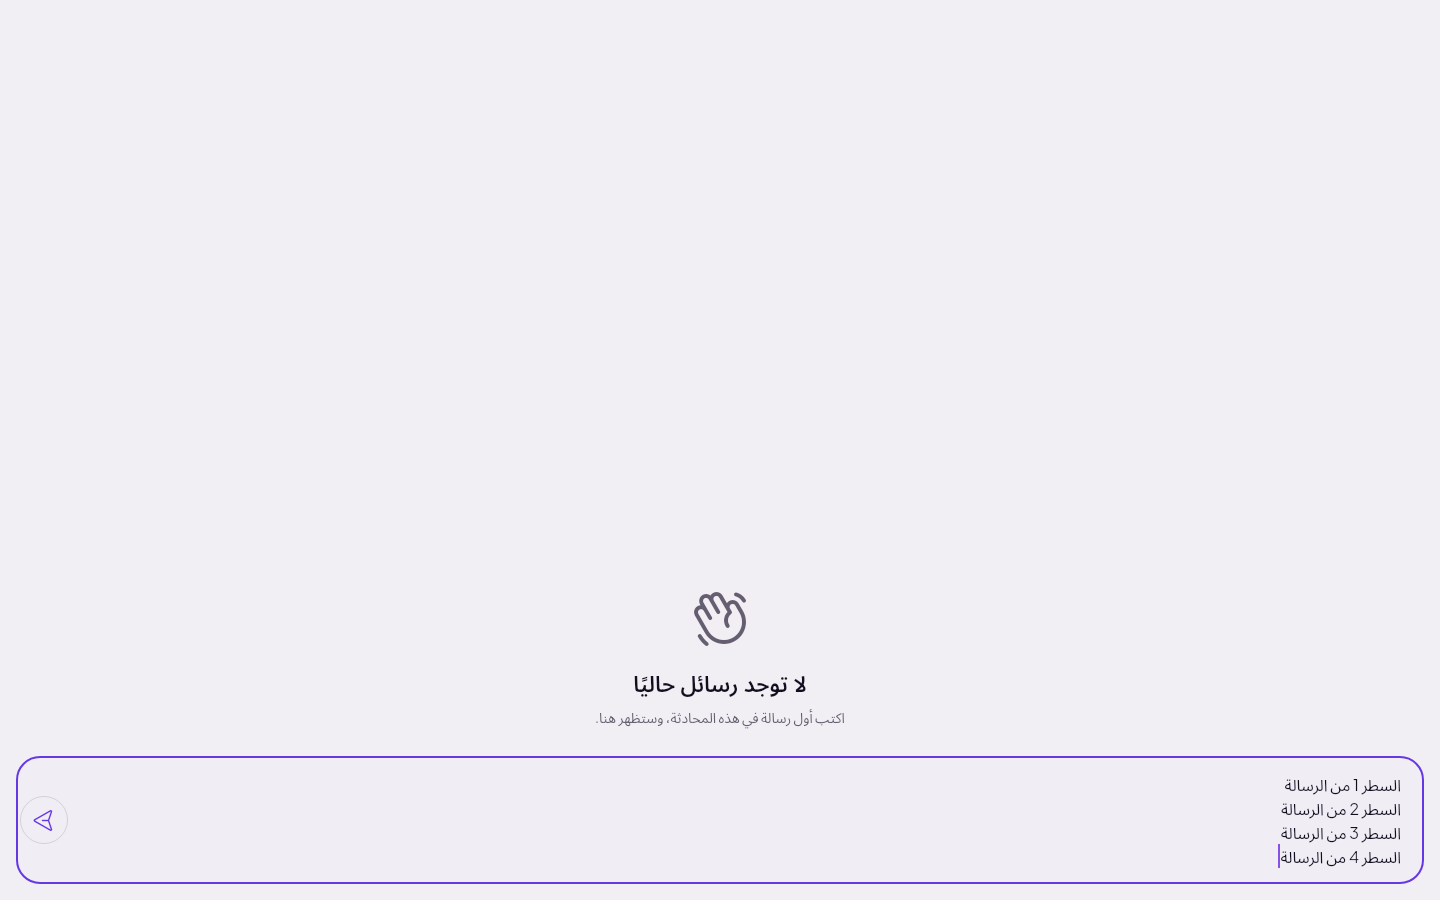 لا توجد رسائل حاليًا
اكتب أول رسالة في هذه المحادثة، وستظهر هنا.
السطر 1 من الرسالة
السطر 2 من الرسالة
السطر 3 من الرسالة
السطر 4 من الرسالة